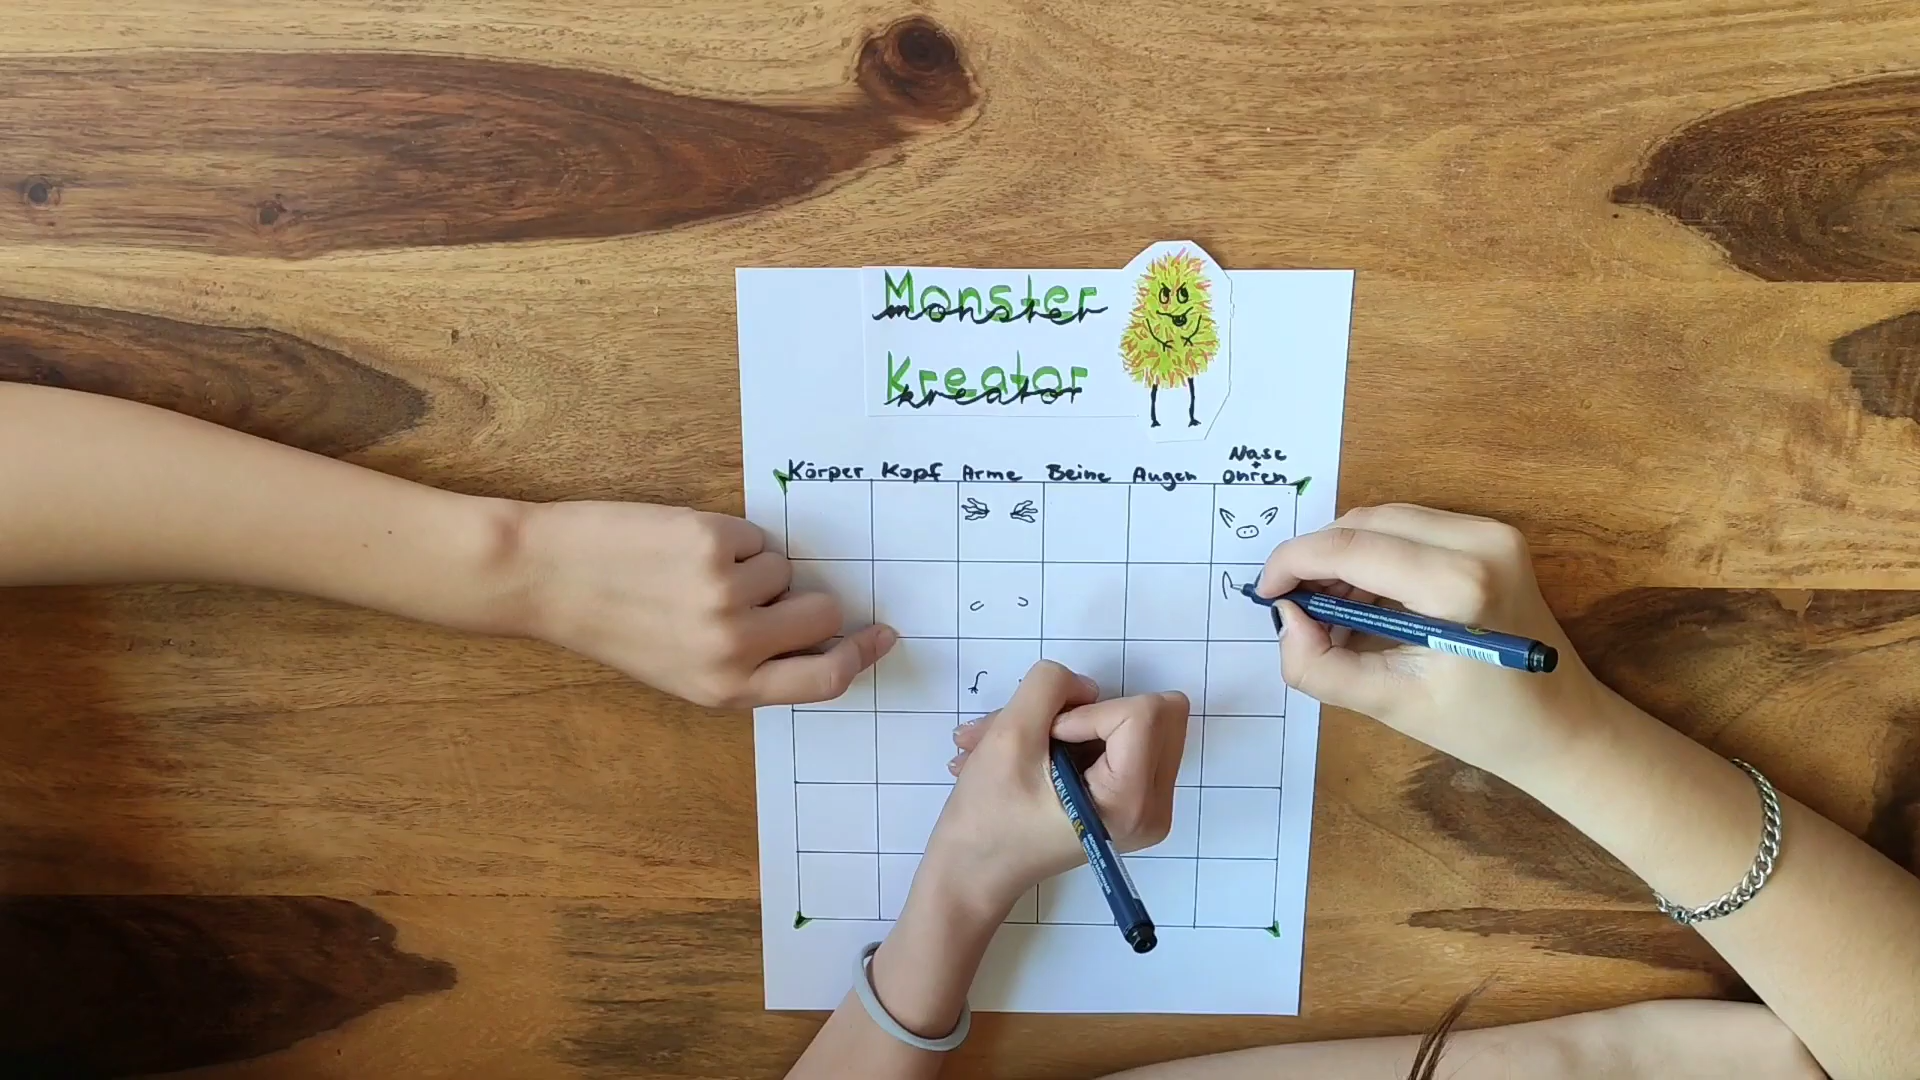 Monster
monster
Kreator
kreator
Körper Kopf Arme Beine Augen Nase + Ohren